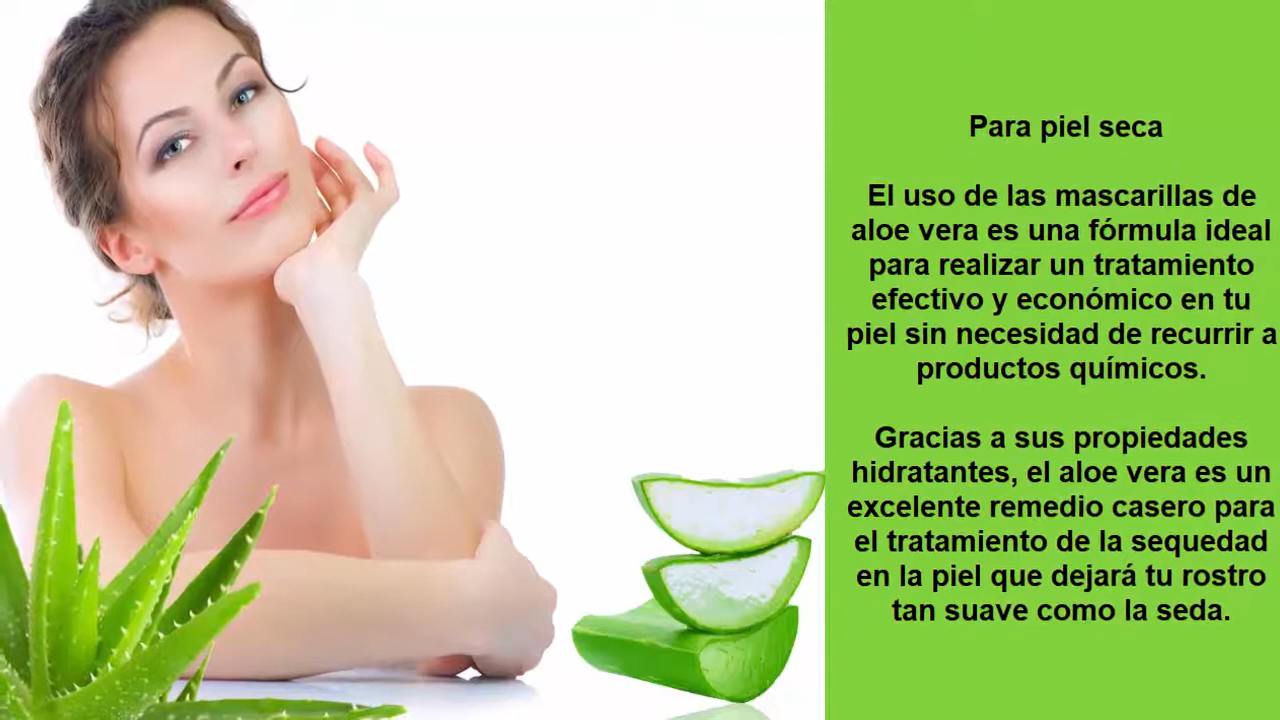 Para piel seca
El uso de las mascarillas de
aloe vera es una fórmula ideal
para realizar un tratamiento
efectivo y económico en tu
piel sin necesidad de recurrir a
productos químicos.
Gracias a sus propiedades
hidratantes, el aloe vera es un
excelente remedio casero para
el tratamiento de la sequedad
en la piel que dejará tu rostro
tan suave como la seda.